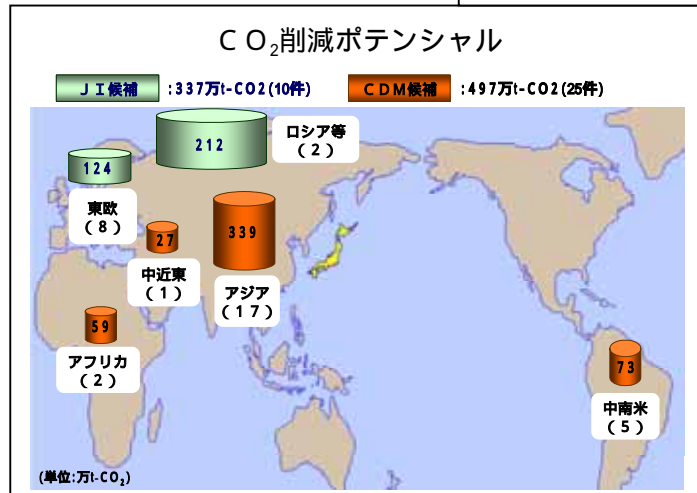 ＣＯ₂削減ポテンシャル
ＪＩ候補 :337万t-CO2(10件) ＣＤＭ候補 :497万t-CO2(25件)
212
ロシア等
(2)
124
東欧
(8)
27
中近東
(1)
339
アジア
(17)
59
アフリカ
(2)
73
中南米
(5)
(単位:万t-CO₂)